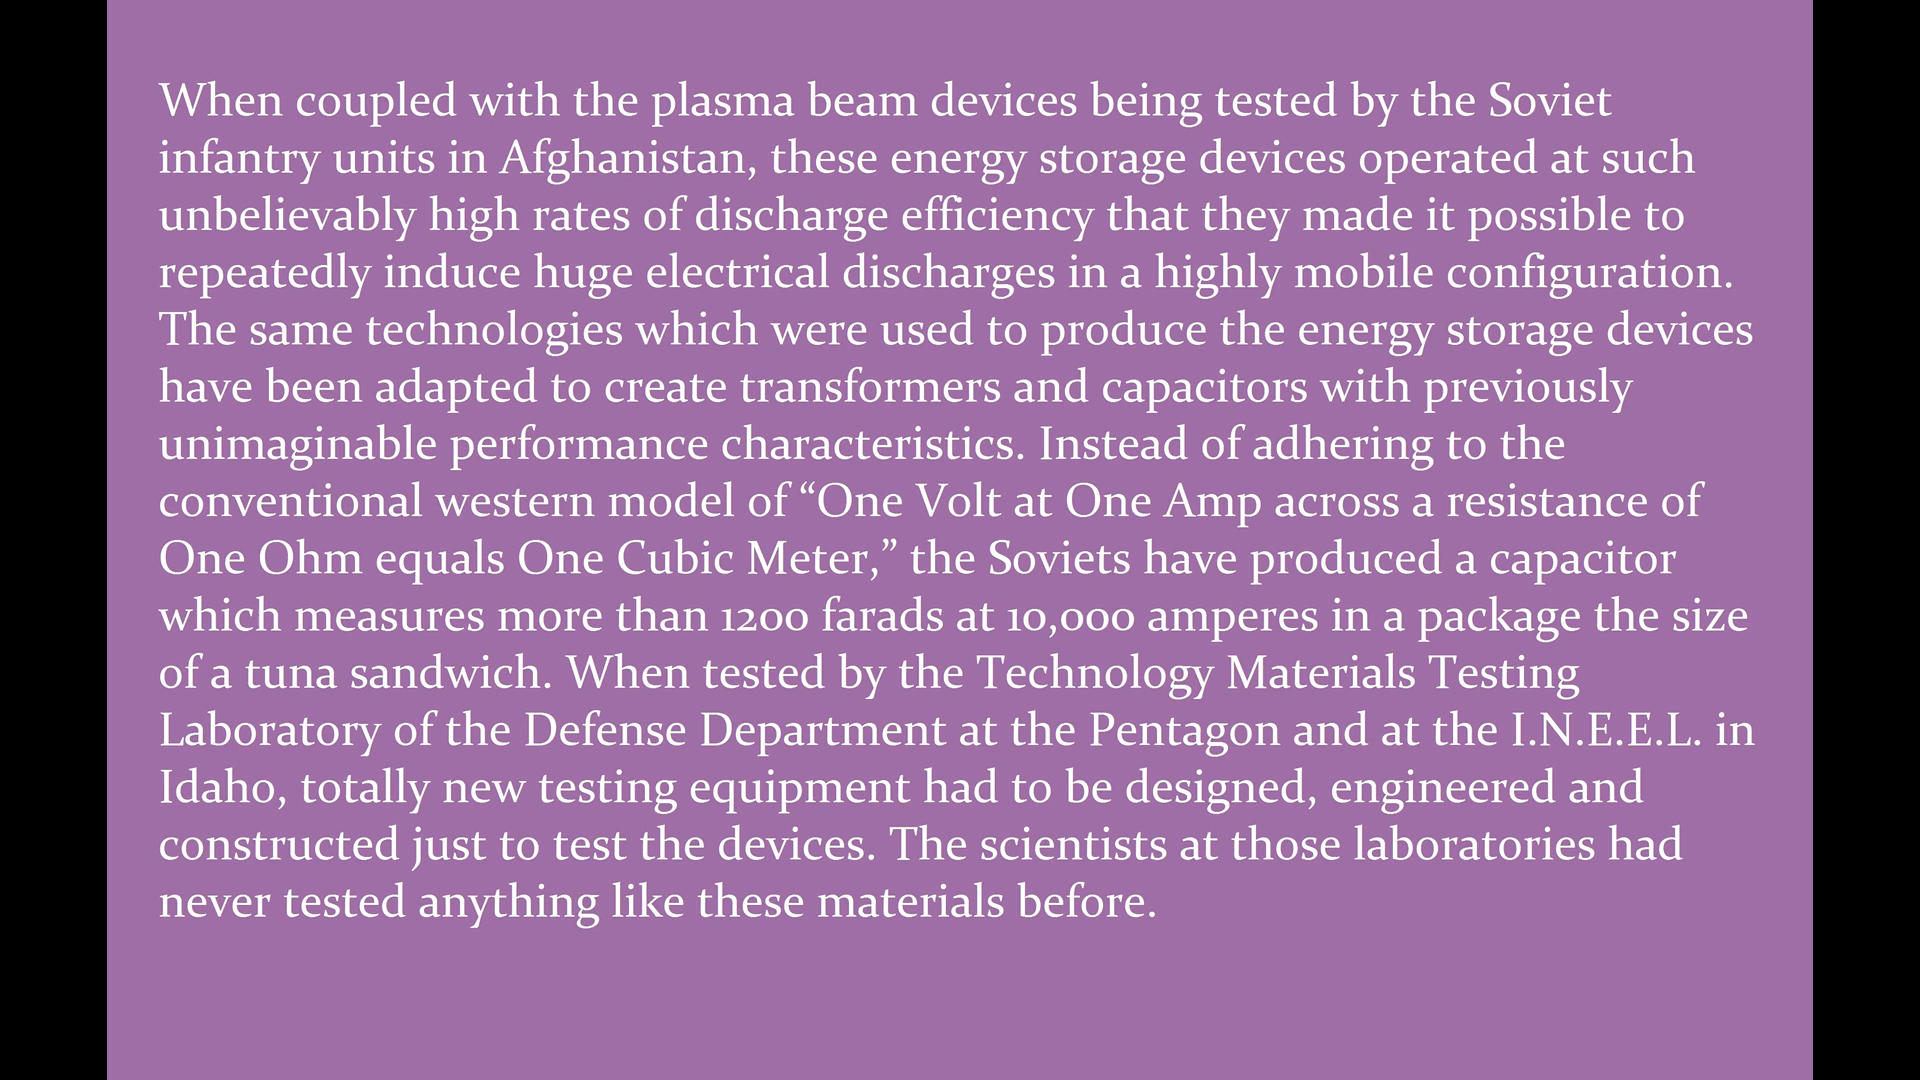 When coupled with the plasma beam devices being tested by the Soviet
infantry units in Afghanistan, these energy storage devices operated at such
unbelievably high rates of discharge efficiency that they made it possible to
repeatedly induce huge electrical discharges in a highly mobile configuration.
The same technologies which were used to produce the energy storage devices
have been adapted to create transformers and capacitors with previously
unimaginable performance characteristics. Instead of adhering to the
conventional western model of “One Volt at One Amp across a resistance of
One Ohm equals One Cubic Meter,” the Soviets have produced a capacitor
which measures more than 1200 farads at 10,000 amperes in a package the size
of a tuna sandwich. When tested by the Technology Materials Testing
Laboratory of the Defense Department at the Pentagon and at the I.N.E.E.L. in
Idaho, totally new testing equipment had to be designed, engineered and
constructed just to test the devices. The scientists at those laboratories had
never tested anything like these materials before.